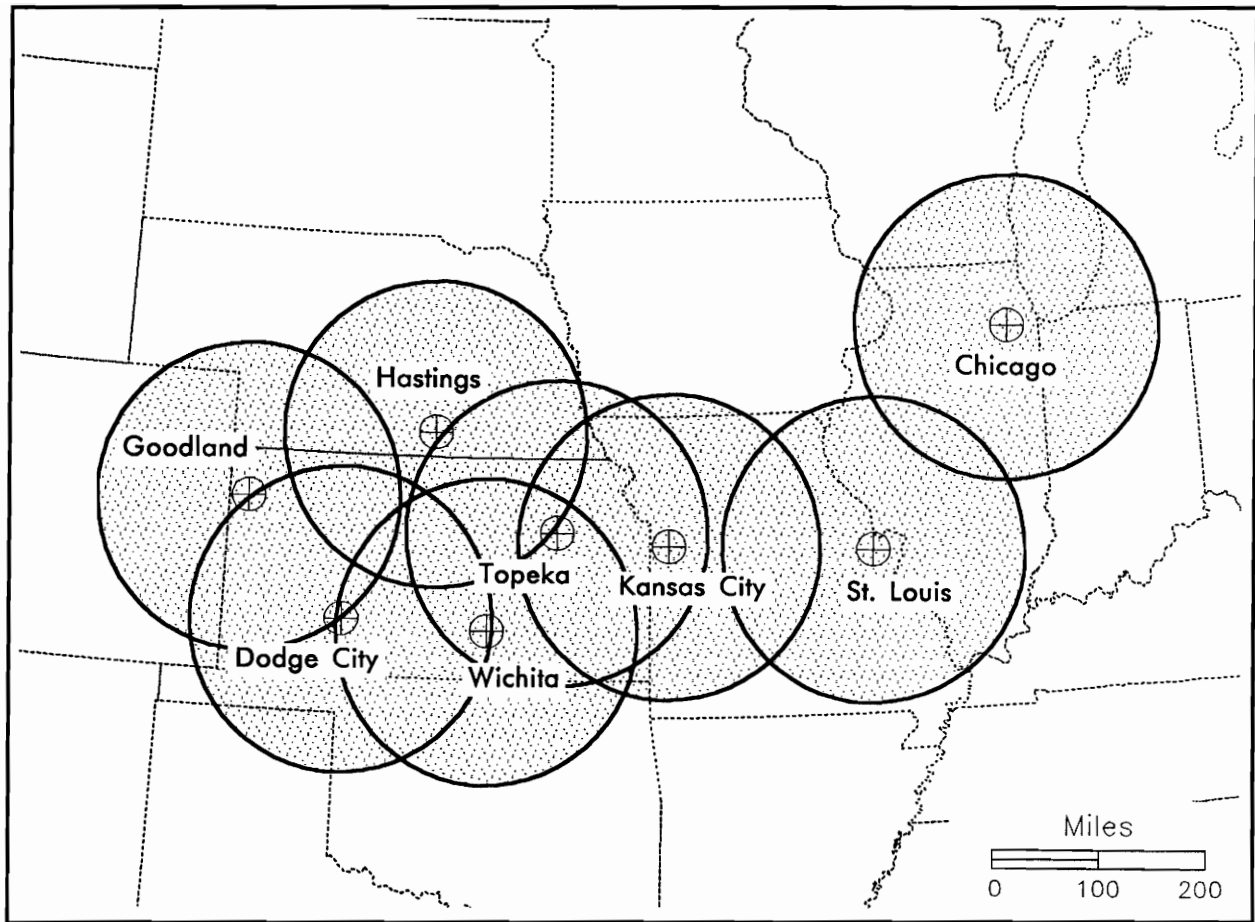 Chicago
Hastings
Goodland
Topeka
Kansas City
St. Louis
Dodge City
Wichita
Miles
0 100 200